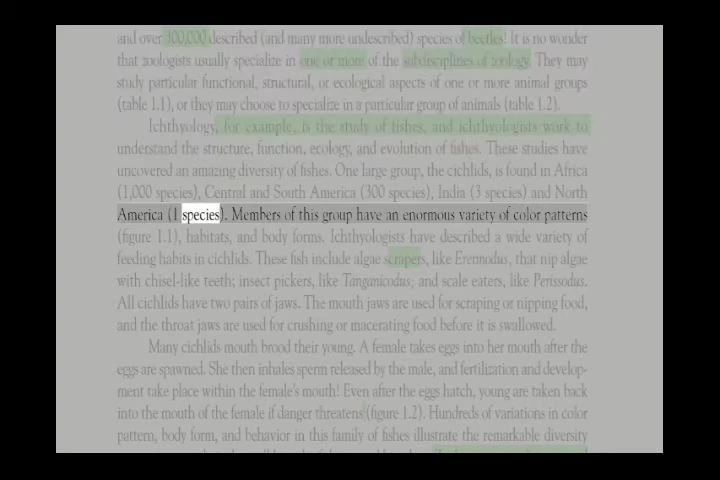 and over 300,000 described (and many more undescribed) species of beetles! It is no wonder
that zoologists usually specialize in one or more of the subdisciplines of zoology. They may
study particular functional, structural, or ecological aspects of one or more animal groups
(table 1.1), or they may choose to specialize in a particular group of animals (table 1.2).
Ichthyology, for example, is the study of fishes, and ichthyologists work to
understand the structure, function, ecology, and evolution of fishes. These studies have
uncovered an amazing diversity of fishes. One large group, the cichlids, is found in Africa
(1,000 species), Central and South America (300 species), India (3 species) and North
America (1 species). Members of this group have an enormous variety of color patterns
(figure 1.1), habitats, and body forms. Ichthyologists have described a wide variety of
feeding habits in cichlids. These fish include algae scrapers, like Eremodus, that nip algae
with chisel-like teeth; insect pickers, like Tanganicodus; and scale eaters, like Perissodus.
All cichlids have two pairs of jaws. The mouth jaws are used for scraping or nipping food,
and the throat jaws are used for crushing or macerating food before it is swallowed.
Many cichlids mouth brood their young. A female takes eggs into her mouth after the
eggs are spawned. She then inhales sperm released by the male, and fertilization and develop-
ment take place within the female's mouth! Even after the eggs hatch, young are taken back
into the mouth of the female if danger threatens (figure 1.2). Hundreds of variations in color
pattern, body form, and behavior in this family of fishes illustrate the remarkable diversity